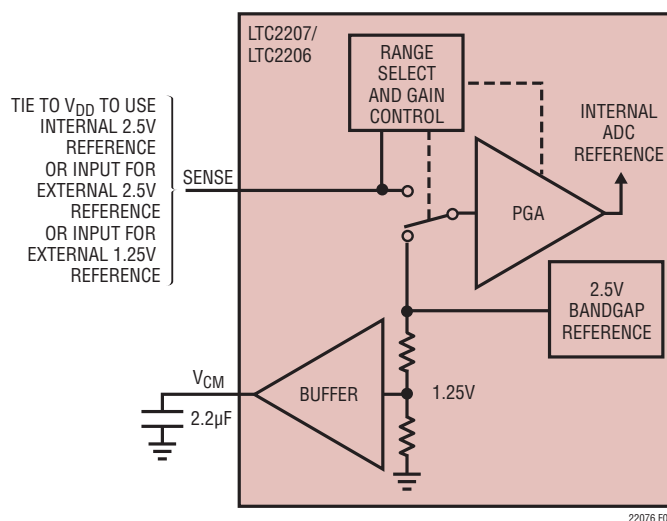 LTC2207/
LTC2206
RANGE
SELECT
AND GAIN
CONTROL
TIE TO VDD TO USE
INTERNAL 2.5V
REFERENCE
OR INPUT FOR
EXTERNAL 2.5V
REFERENCE
OR INPUT FOR
EXTERNAL 1.25V
REFERENCE
SENSE
PGA
INTERNAL
ADC
REFERENCE
2.5V
BANDGAP
REFERENCE
1.25V
BUFFER
VCM
2.2µF